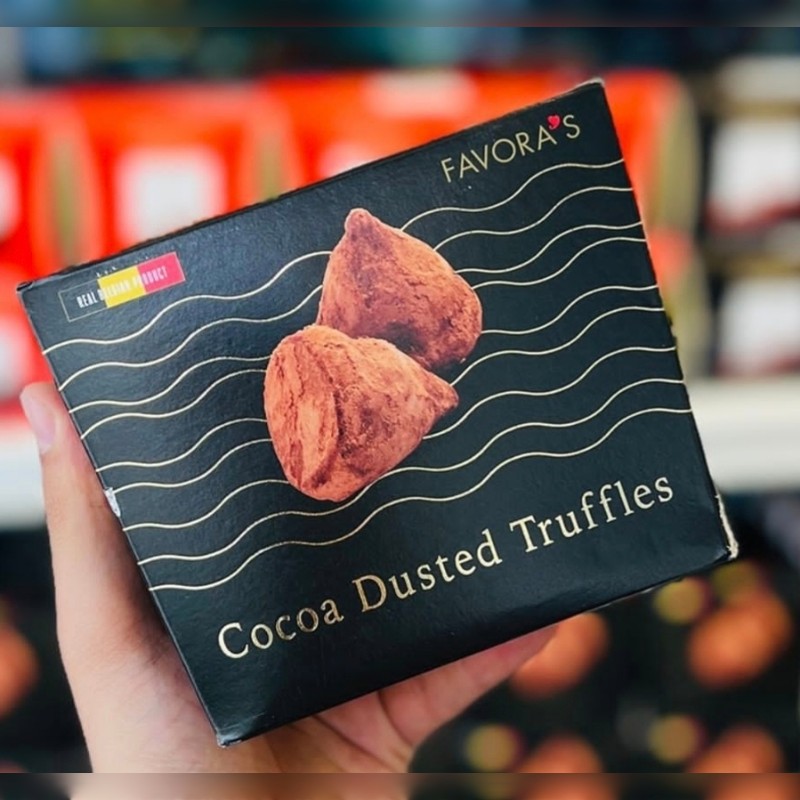 FAVORA'S
REAL BELGIAN PRODUCT
Cocoa Dusted Truffles